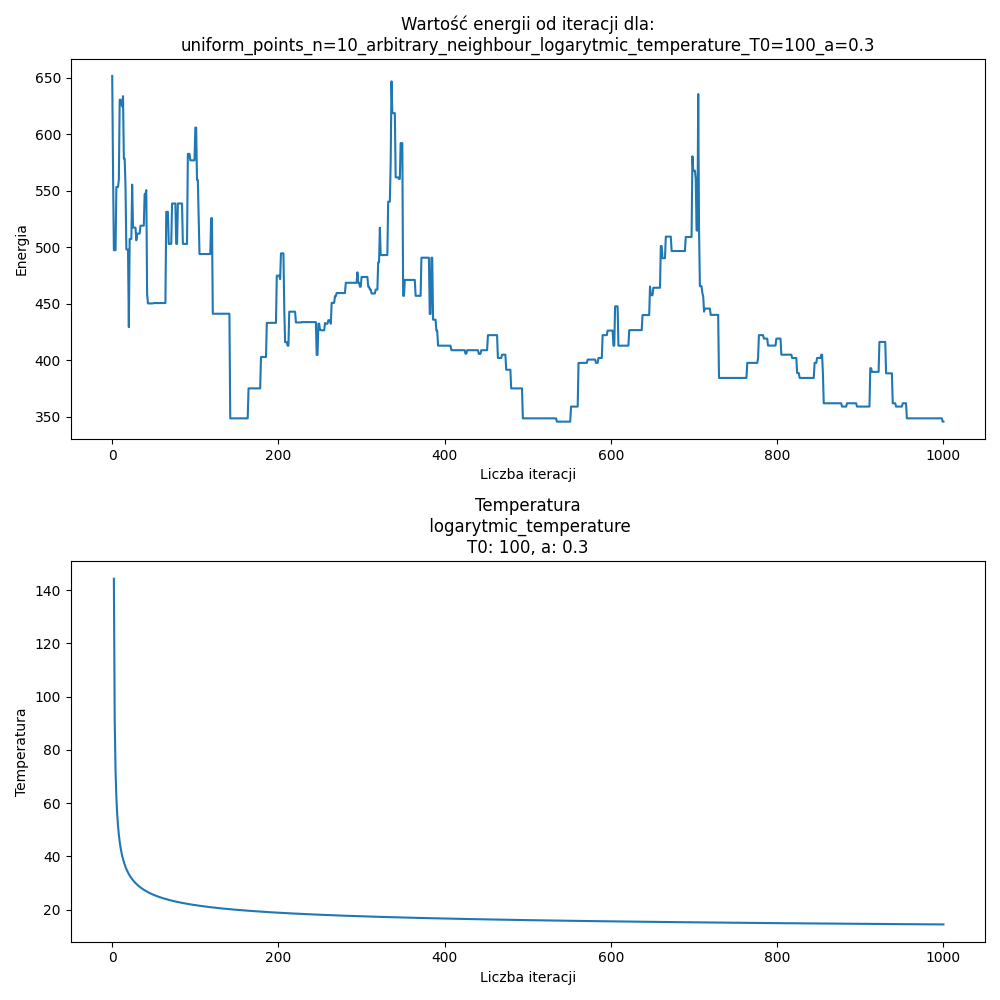 Wartość energii od iteracji dla:
uniform_points_n=10_arbitrary_neighbour_logarytmic_temperature_T0=100_a=0.3
650
600
550
500
450
400
350
Energia
0 200 400 600 800 1000
Liczba iteracji
Temperatura
logarytmic_temperature
T0: 100, a: 0.3
140
120
100
80
60
40
20
Temperatura
0 200 400 600 800 1000
Liczba iteracji